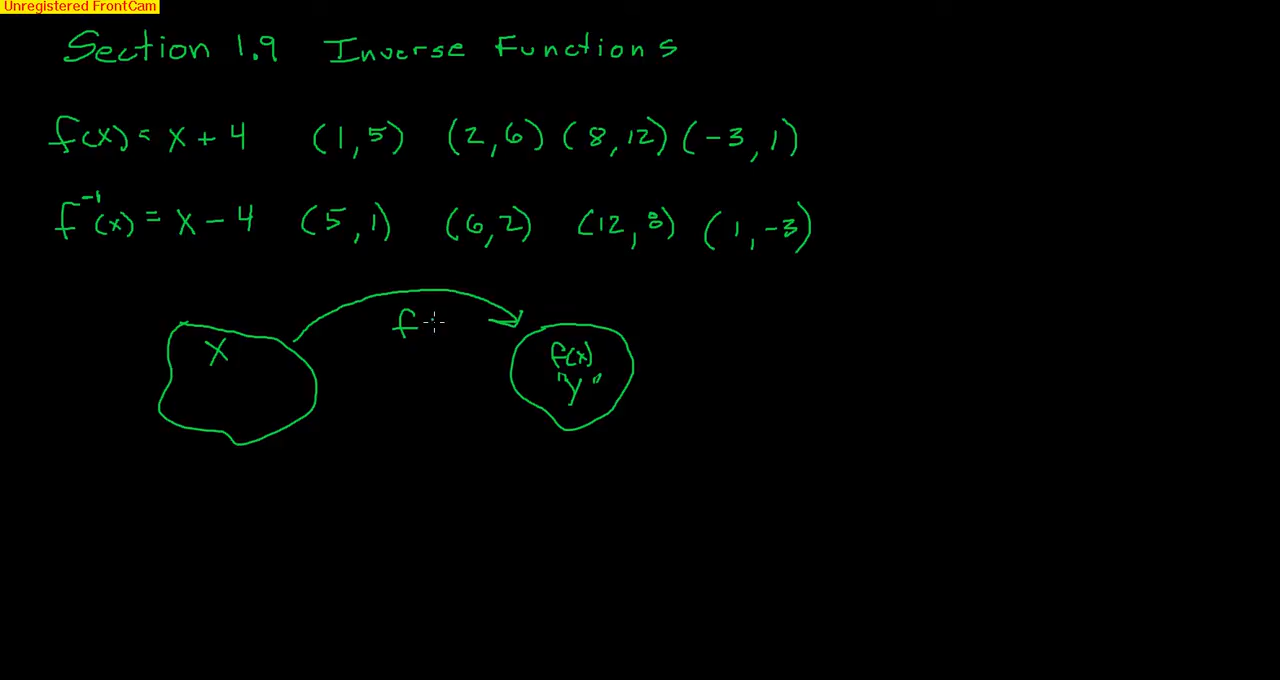 Unregistered FrontCam
Section 1.9 Inverse Functions
f(x) = x + 4 (1, 5) (2, 6) (8, 12) (-3, 1)
f⁻¹(x) = x - 4 (5, 1) (6, 2) (12, 8) (1, -3)
f
X
f(x)
"y"